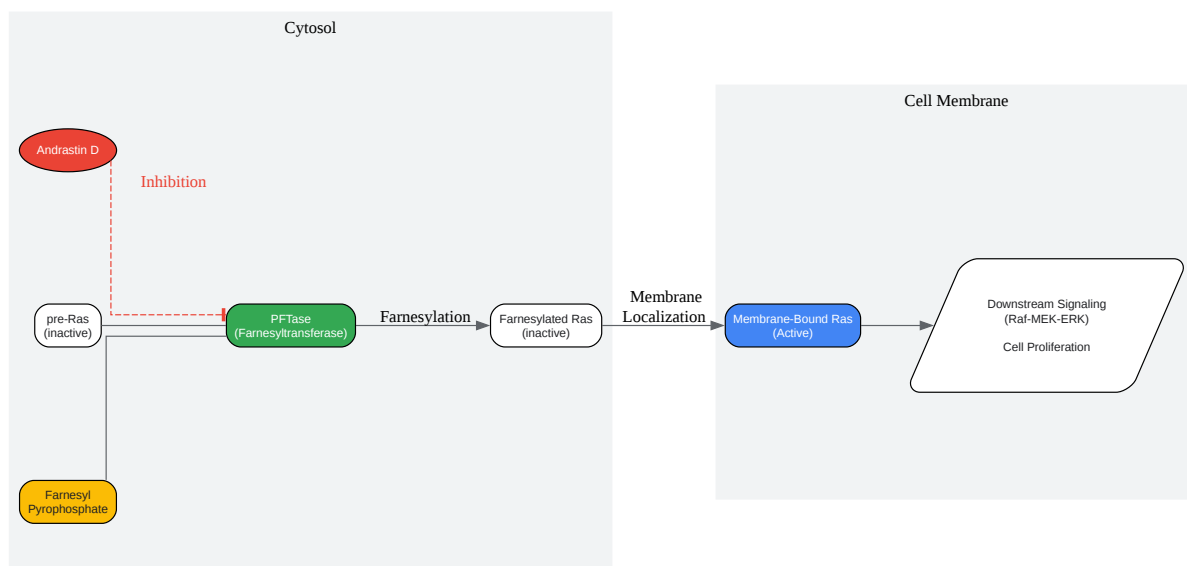 Cytosol
Cell Membrane
Andrastin D
Inhibition
pre-Ras
(inactive)
PFTase
(Farnesyltransferase)
Farnesylation
Farnesylated Ras
(inactive)
Membrane
Localization
Membrane-Bound Ras
(Active)
Downstream Signaling
(Raf-MEK-ERK)
Cell Proliferation
Farnesyl
Pyrophosphate